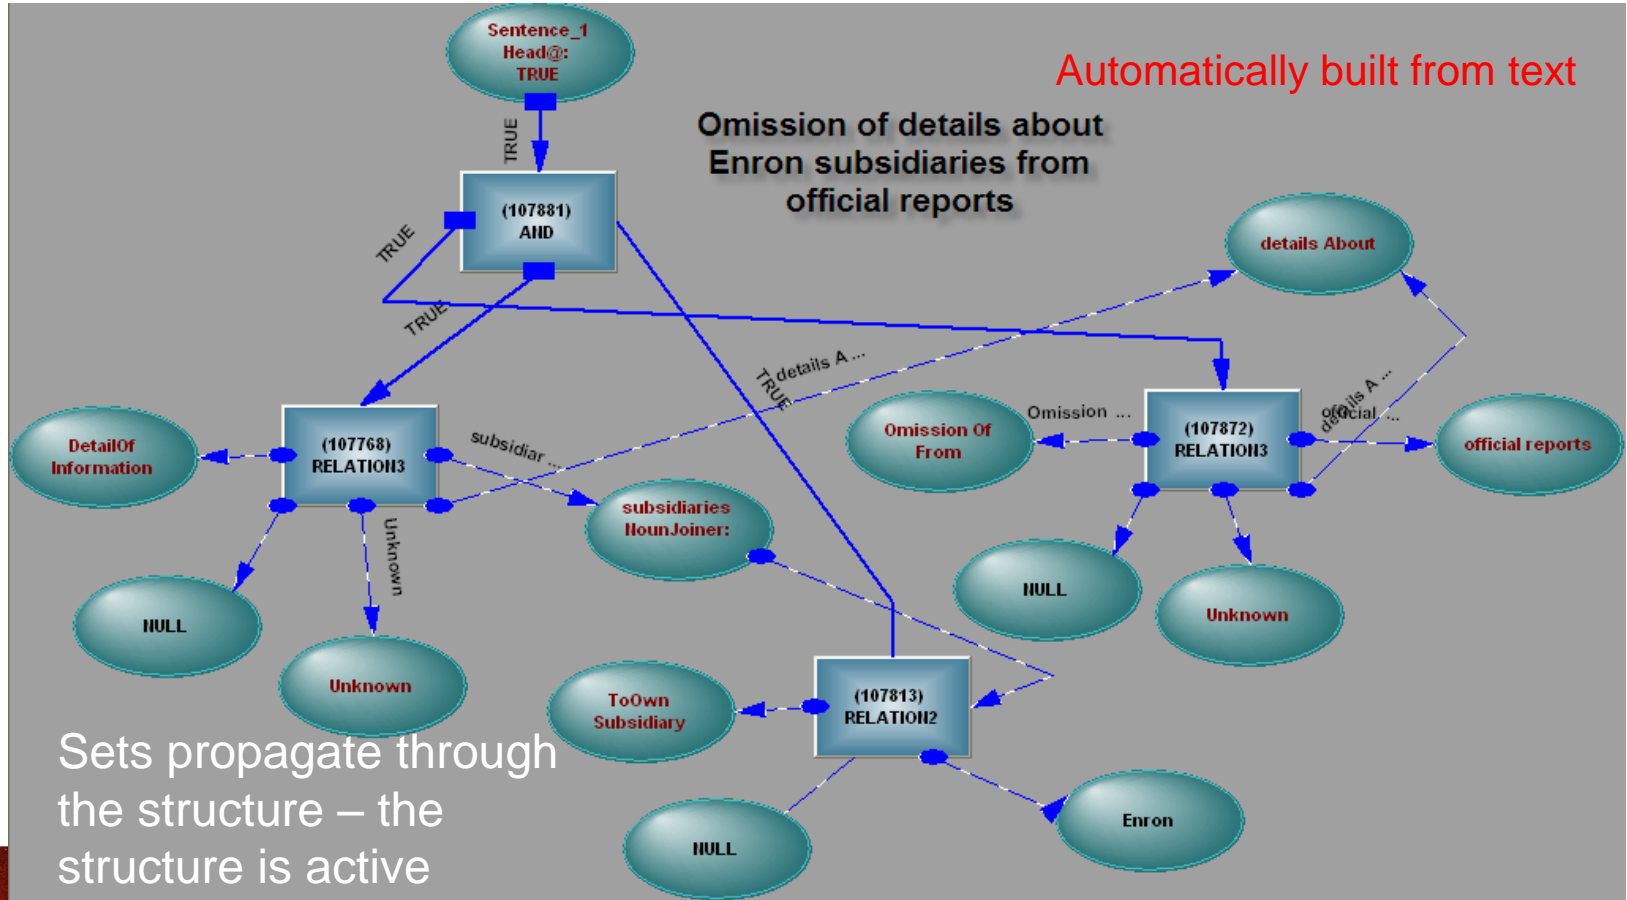 Sentence_1
Head@:
TRUE
Automatically built from text
Omission of details about
Enron subsidiaries from
official reports
TRUE
(107881)
AND
TRUE
TRUE
details About
details A ...
TRUE
DetailOf
Information
(107768)
RELATION3
subsidiar ...
Omission Of
From
Omission ...
(107872)
RELATION3
details A ...
official ...
official reports
subsidiaries
NounJoiner:
Unknown
NULL
Unknown
NULL
Unknown
ToOwn
Subsidiary
(107813)
RELATION2
NULL
Enron
Sets propagate through
the structure – the
structure is active